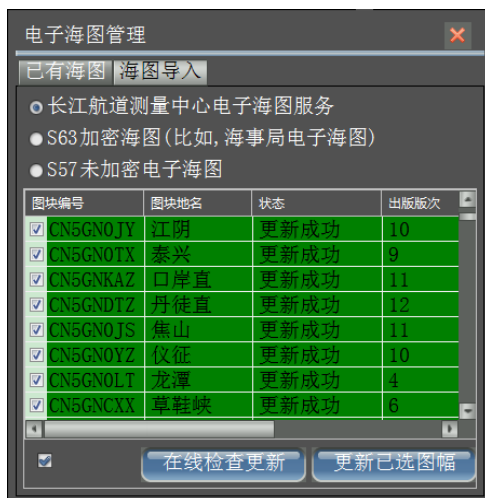 电子海图管理
已有海图 海图导入
长江航道测量中心电子海图服务
S63加密海图(比如,海事局电子海图)
S57未加密电子海图
图块编号 图块地名 状态 出版版次
CN5GN0JY 江阴 更新成功 10
CN5GN0TX 泰兴 更新成功 9
CN5GNKAZ 口岸直 更新成功 11
CN5GNDTZ 丹徒直 更新成功 12
CN5GN0JS 焦山 更新成功 11
CN5GN0YZ 仪征 更新成功 10
CN5GN0LT 龙潭 更新成功 4
CN5GNCXX 草鞋峡 更新成功 6
在线检查更新 更新已选图幅